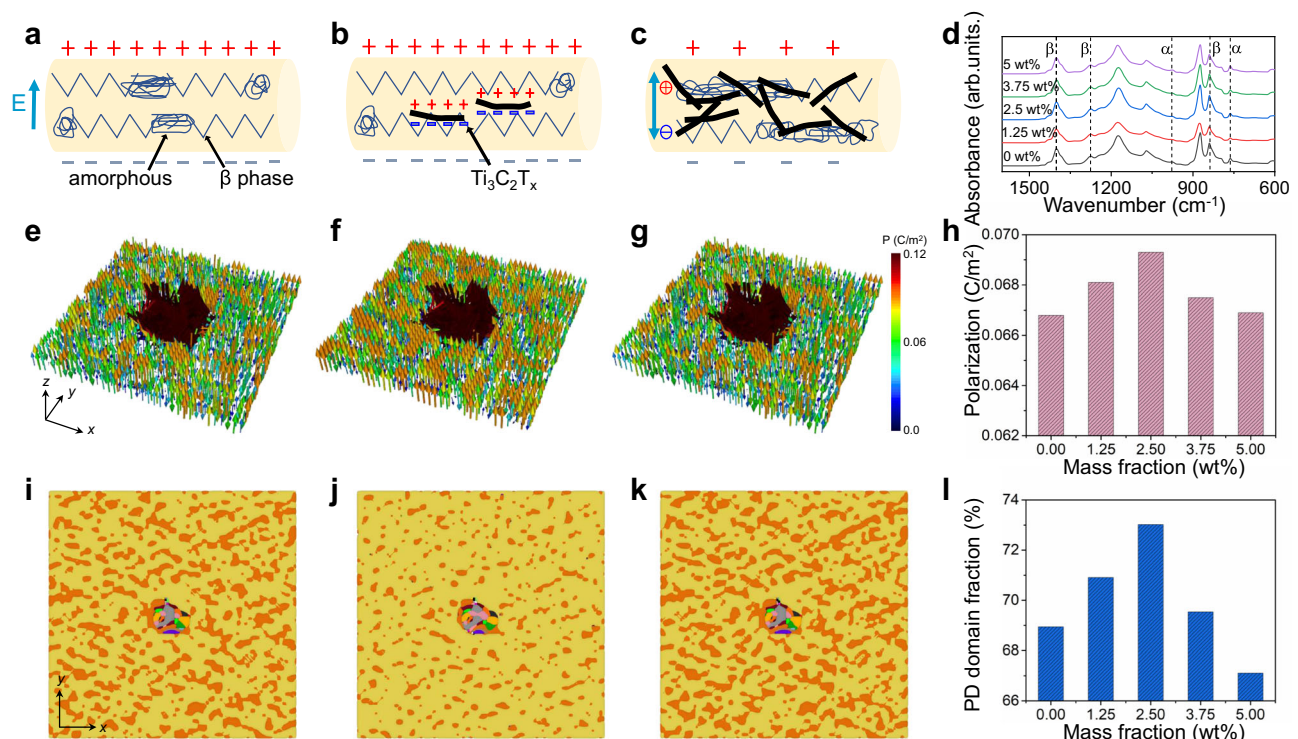 a
+ + + + + + + + + +
E
− − − − − − − − − −
amorphous
β phase
b
+ + + + + + + + + + +
+ + + +
+ + + +
Ti₃C₂Tₓ
c
+ + + +
⊕
⊖
− − − −
d
Absorbance (arb.units.)
β β α β α
5 wt%
3.75 wt%
2.5 wt%
1.25 wt%
0 wt%
1500 1200 900 600
Wavenumber (cm⁻¹)
e
z
y
x
f
g
P (C/m²)
0.12
0.06
0.0
h
Polarization (C/m²)
0.070
0.068
0.066
0.064
0.062
0.00 1.25 2.50 3.75 5.00
Mass fraction (wt%)
i
y
x
j
k
l
PD domain fraction (%)
74
72
70
68
66
0.00 1.25 2.50 3.75 5.00
Mass fraction (wt%)